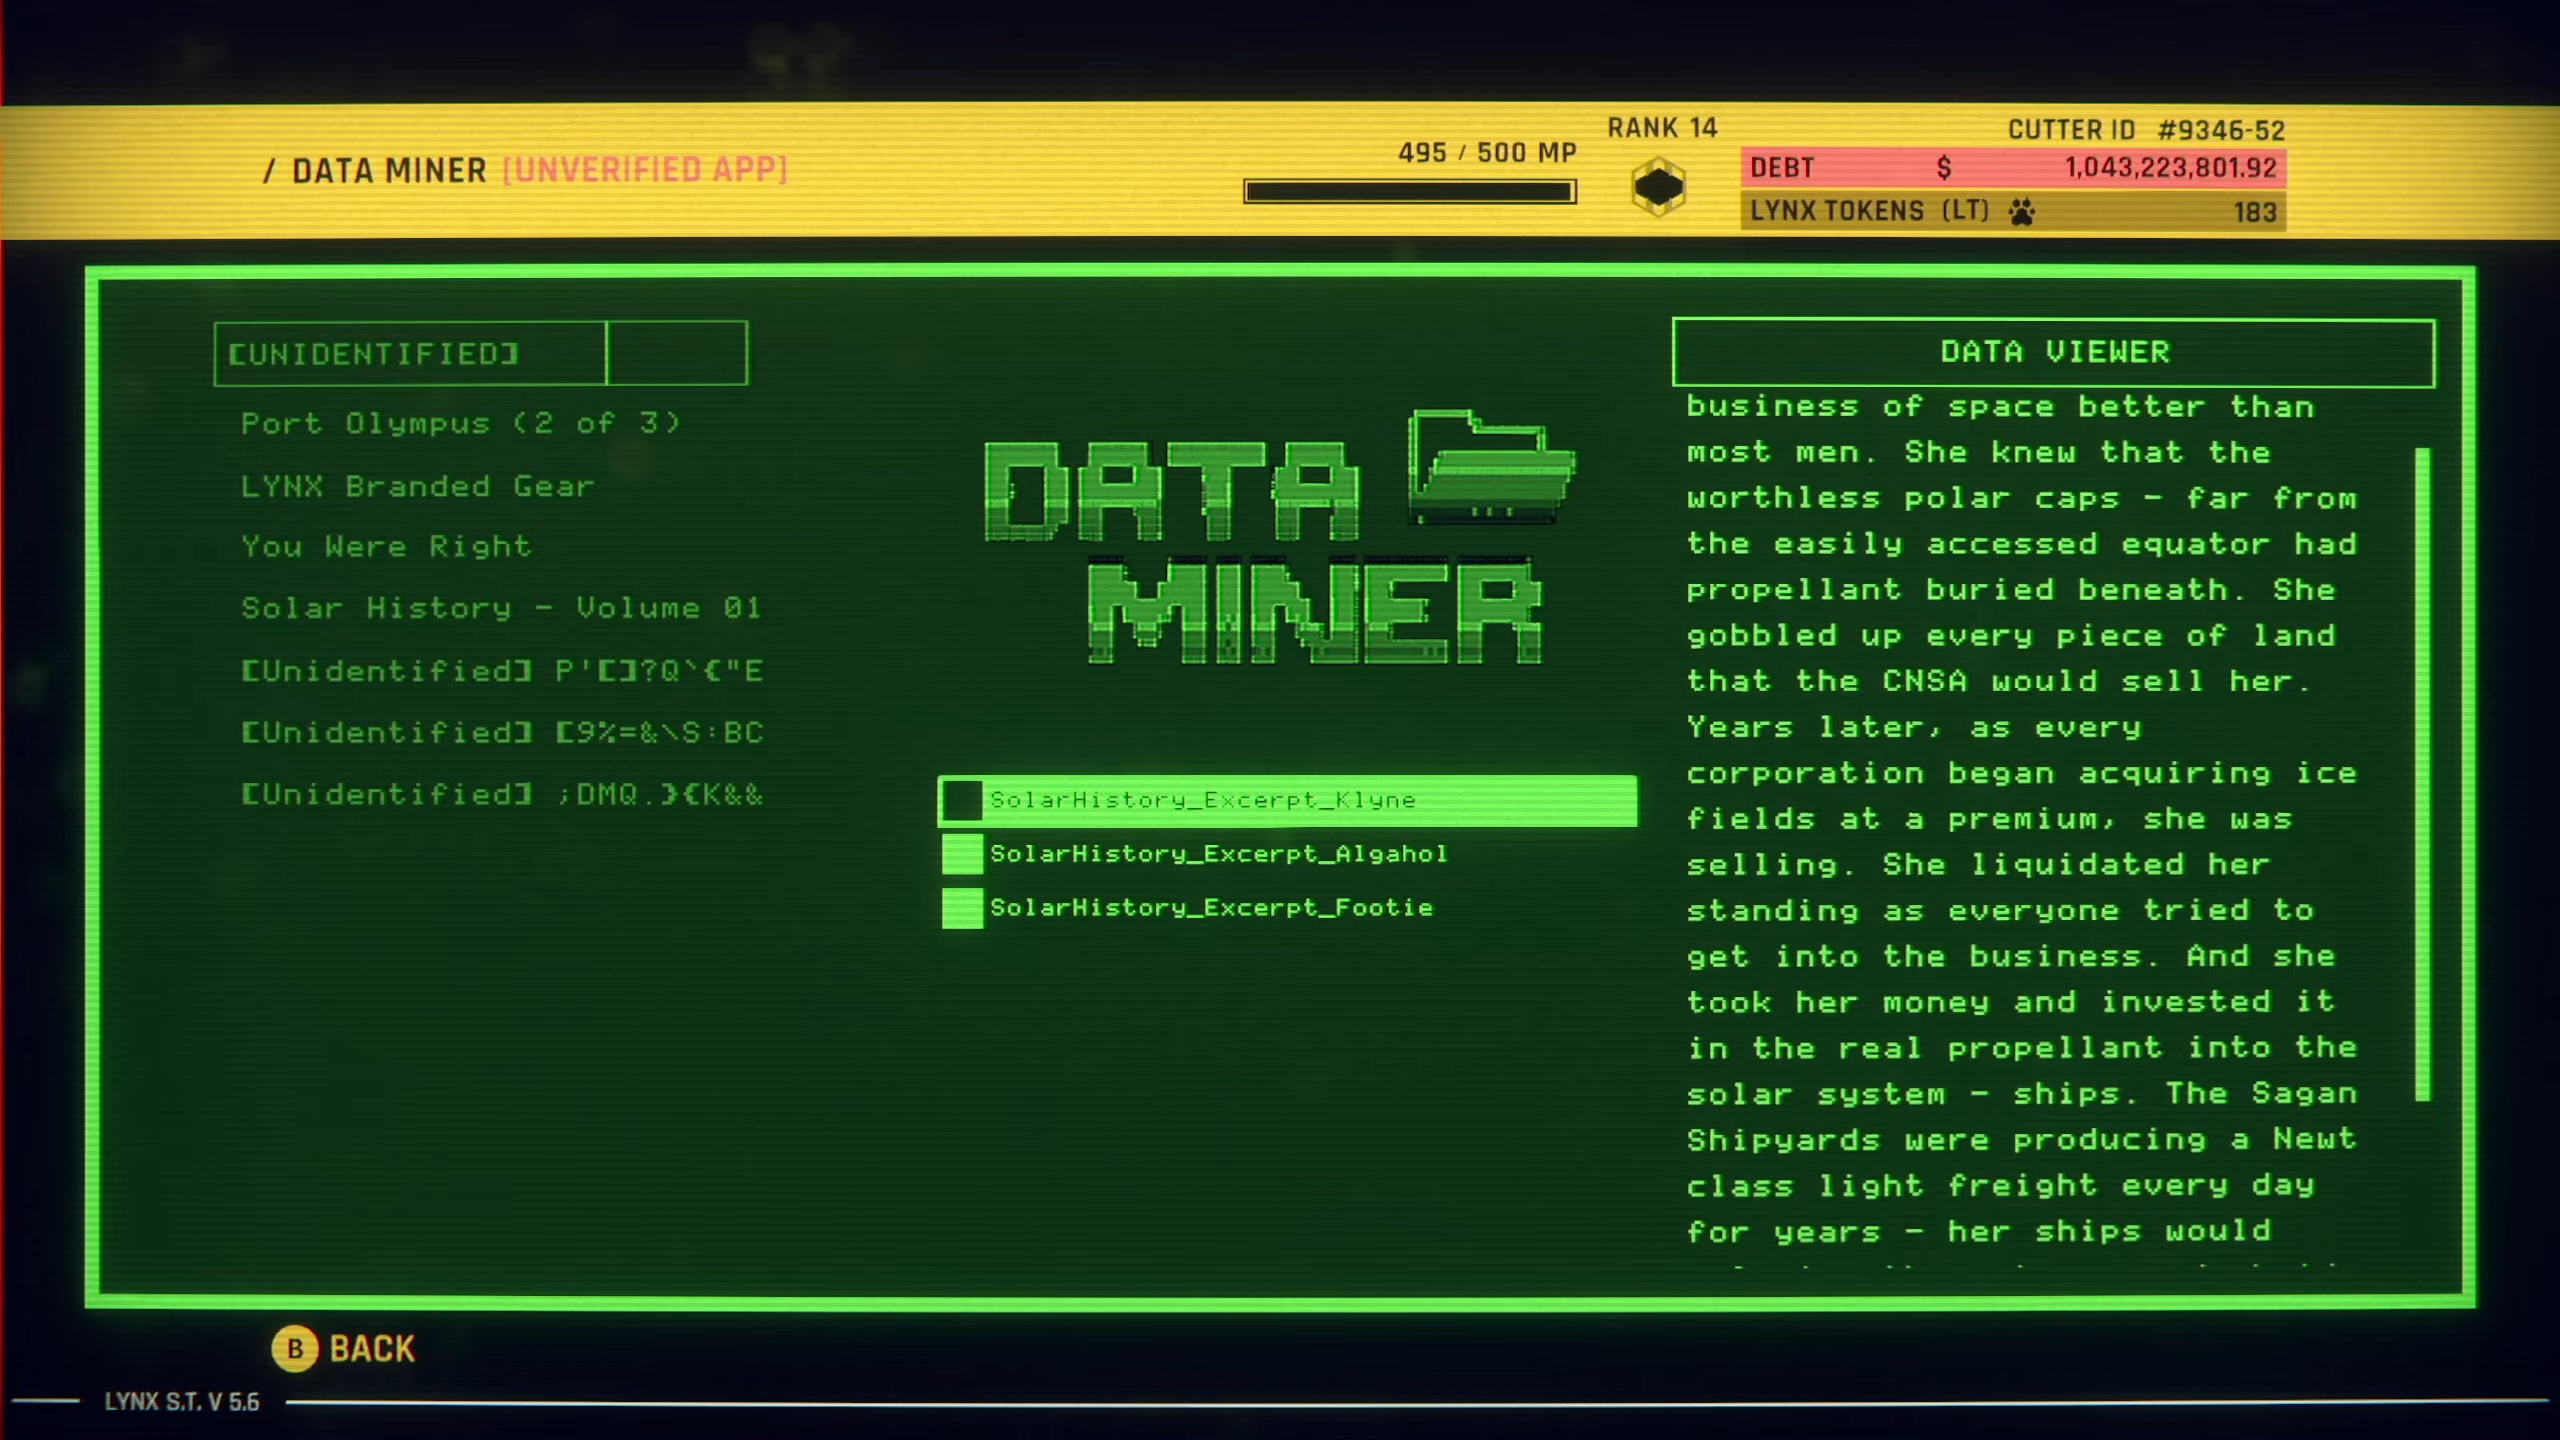 / DATA MINER [UNVERIFIED APP]
495 / 500 MP
RANK 14
CUTTER ID #9346-52
DEBT $ 1,043,223,801.92
LYNX TOKENS (LT) 183
[UNIDENTIFIED]
Port Olympus (2 of 3)
LYNX Branded Gear
You Were Right
Solar History - Volume 01
[Unidentified] P'[]?Q`{"E
[Unidentified] [9%=&\S:BC
[Unidentified] ;DMQ.}{K&&
DATA
MINER
SolarHistory_Excerpt_Klyne
SolarHistory_Excerpt_Algahol
SolarHistory_Excerpt_Footie
DATA VIEWER
business of space better than
most men. She knew that the
worthless polar caps - far from
the easily accessed equator had
propellant buried beneath. She
gobbled up every piece of land
that the CNSA would sell her.
Years later, as every
corporation began acquiring ice
fields at a premium, she was
selling. She liquidated her
standing as everyone tried to
get into the business. And she
took her money and invested it
in the real propellant into the
solar system - ships. The Sagan
Shipyards were producing a Newt
class light freight every day
for years - her ships would
B BACK
LYNX S.T. V 5.6